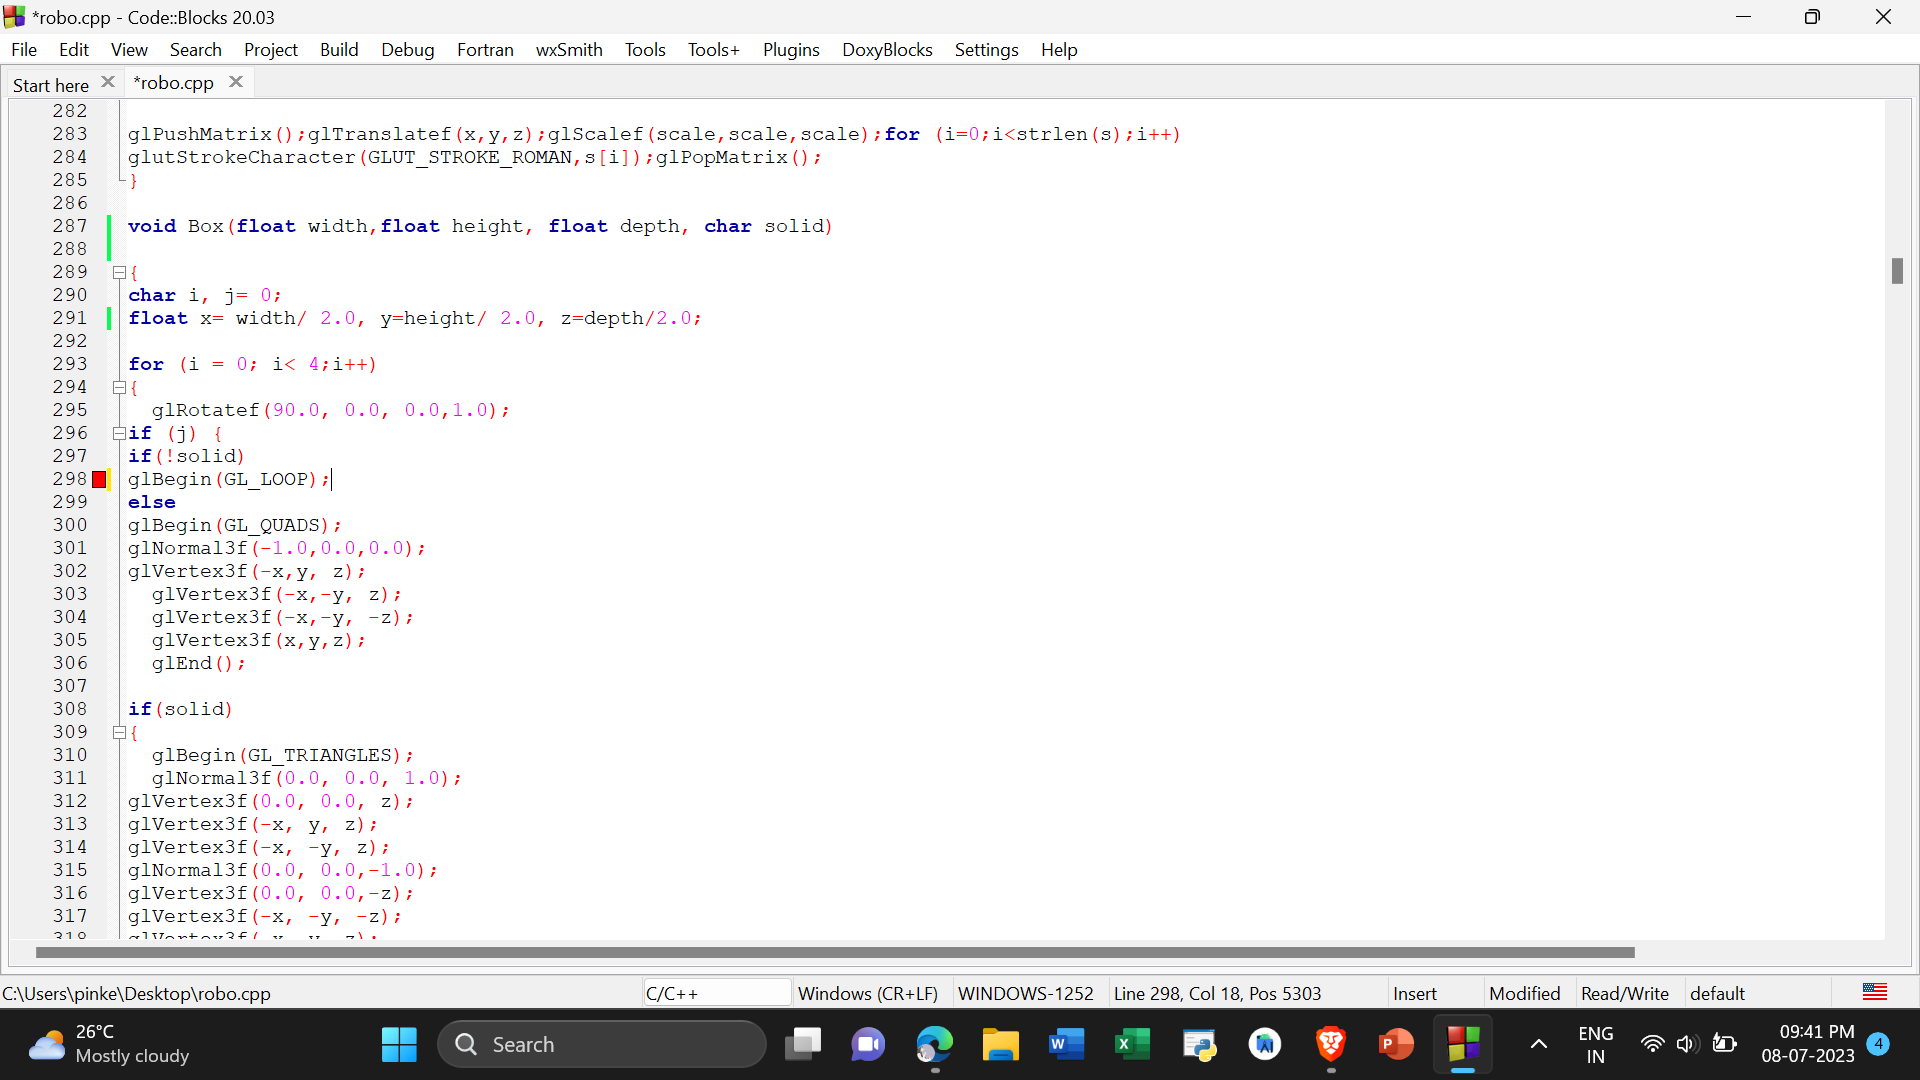 *robo.cpp - Code::Blocks 20.03
File Edit View Search Project Build Debug Fortran wxSmith Tools Tools+ Plugins DoxyBlocks Settings Help
Start here *robo.cpp
282
283 glPushMatrix();glTranslatef(x,y,z);glScalef(scale,scale,scale);for (i=0;i<strlen(s);i++)
284 glutStrokeCharacter(GLUT_STROKE_ROMAN,s[i]);glPopMatrix();
285 }
286
287 void Box(float width,float height, float depth, char solid)
288
289 {
290 char i, j= 0;
291 float x= width/ 2.0, y=height/ 2.0, z=depth/2.0;
292
293 for (i = 0; i< 4;i++)
294 {
295 glRotatef(90.0, 0.0, 0.0,1.0);
296 if (j) {
297 if(!solid)
298 glBegin(GL_LOOP);
299 else
300 glBegin(GL_QUADS);
301 glNormal3f(-1.0,0.0,0.0);
302 glVertex3f(-x,y, z);
303 glVertex3f(-x,-y, z);
304 glVertex3f(-x,-y, -z);
305 glVertex3f(x,y,z);
306 glEnd();
307
308 if(solid)
309 {
310 glBegin(GL_TRIANGLES);
311 glNormal3f(0.0, 0.0, 1.0);
312 glVertex3f(0.0, 0.0, z);
313 glVertex3f(-x, y, z);
314 glVertex3f(-x, -y, z);
315 glNormal3f(0.0, 0.0,-1.0);
316 glVertex3f(0.0, 0.0,-z);
317 glVertex3f(-x, -y, -z);
318
C:\Users\pinke\Desktop\robo.cpp C/C++ Windows (CR+LF) WINDOWS-1252 Line 298, Col 18, Pos 5303 Insert Modified Read/Write default
26°C
Mostly cloudy
Search
ENG
IN
09:41 PM
08-07-2023
4